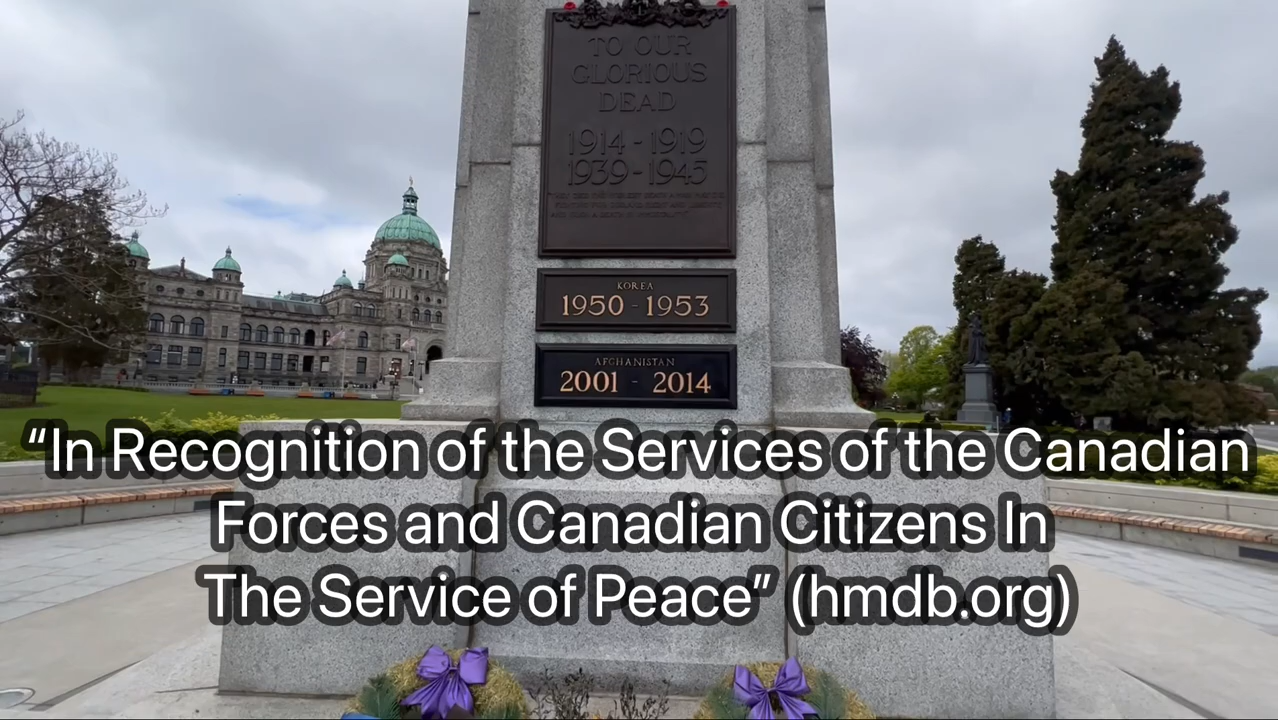 TO OUR
GLORIOUS
DEAD
1914 - 1919
1939 - 1945
KOREA
1950 - 1953
AFGHANISTAN
2001 - 2014
“In Recognition of the Services of the Canadian
Forces and Canadian Citizens In
The Service of Peace” (hmdb.org)